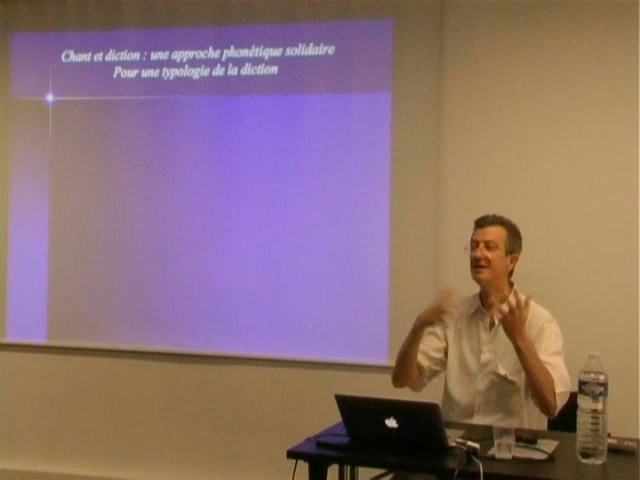 Chant et diction : une approche phonétique solidaire
Pour une typologie de la diction